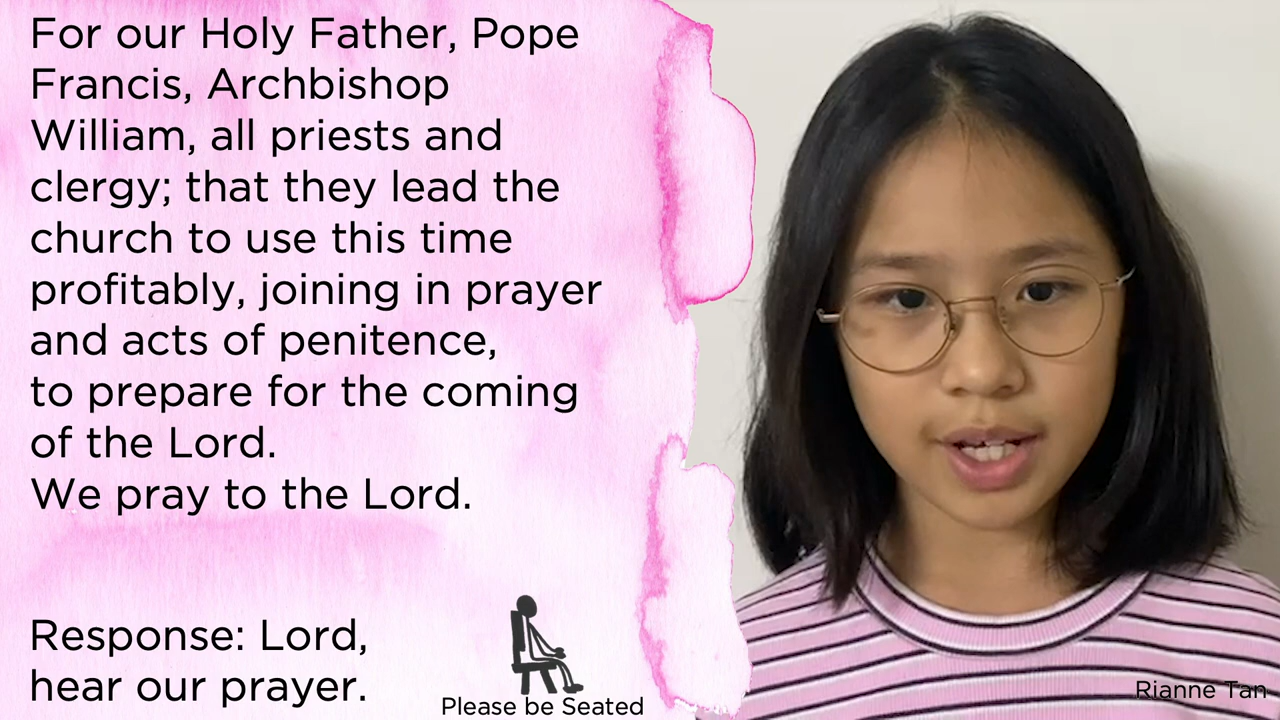 For our Holy Father, Pope
Francis, Archbishop
William, all priests and
clergy; that they lead the
church to use this time
profitably, joining in prayer
and acts of penitence,
to prepare for the coming
of the Lord.
We pray to the Lord.
Response: Lord,
hear our prayer.
Please be Seated
Rianne Tan